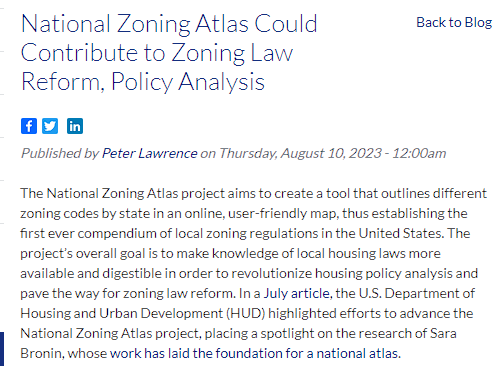 National Zoning Atlas Could
Contribute to Zoning Law
Reform, Policy Analysis
Back to Blog
Published by Peter Lawrence on Thursday, August 10, 2023 - 12:00am
The National Zoning Atlas project aims to create a tool that outlines different
zoning codes by state in an online, user-friendly map, thus establishing the
first ever compendium of local zoning regulations in the United States. The
project's overall goal is to make knowledge of local housing laws more
available and digestible in order to revolutionize housing policy analysis and
pave the way for zoning law reform. In a July article, the U.S. Department of
Housing and Urban Development (HUD) highlighted efforts to advance the
National Zoning Atlas project, placing a spotlight on the research of Sara
Bronin, whose work has laid the foundation for a national atlas.